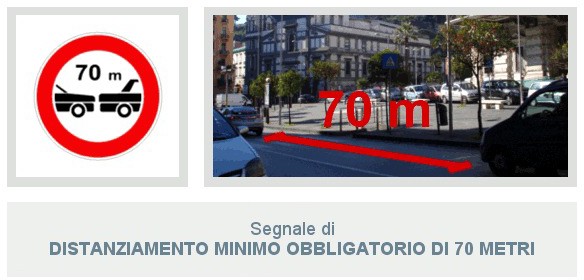 70 m
70 m
Segnale di
DISTANZIAMENTO MINIMO OBBLIGATORIO DI 70 METRI